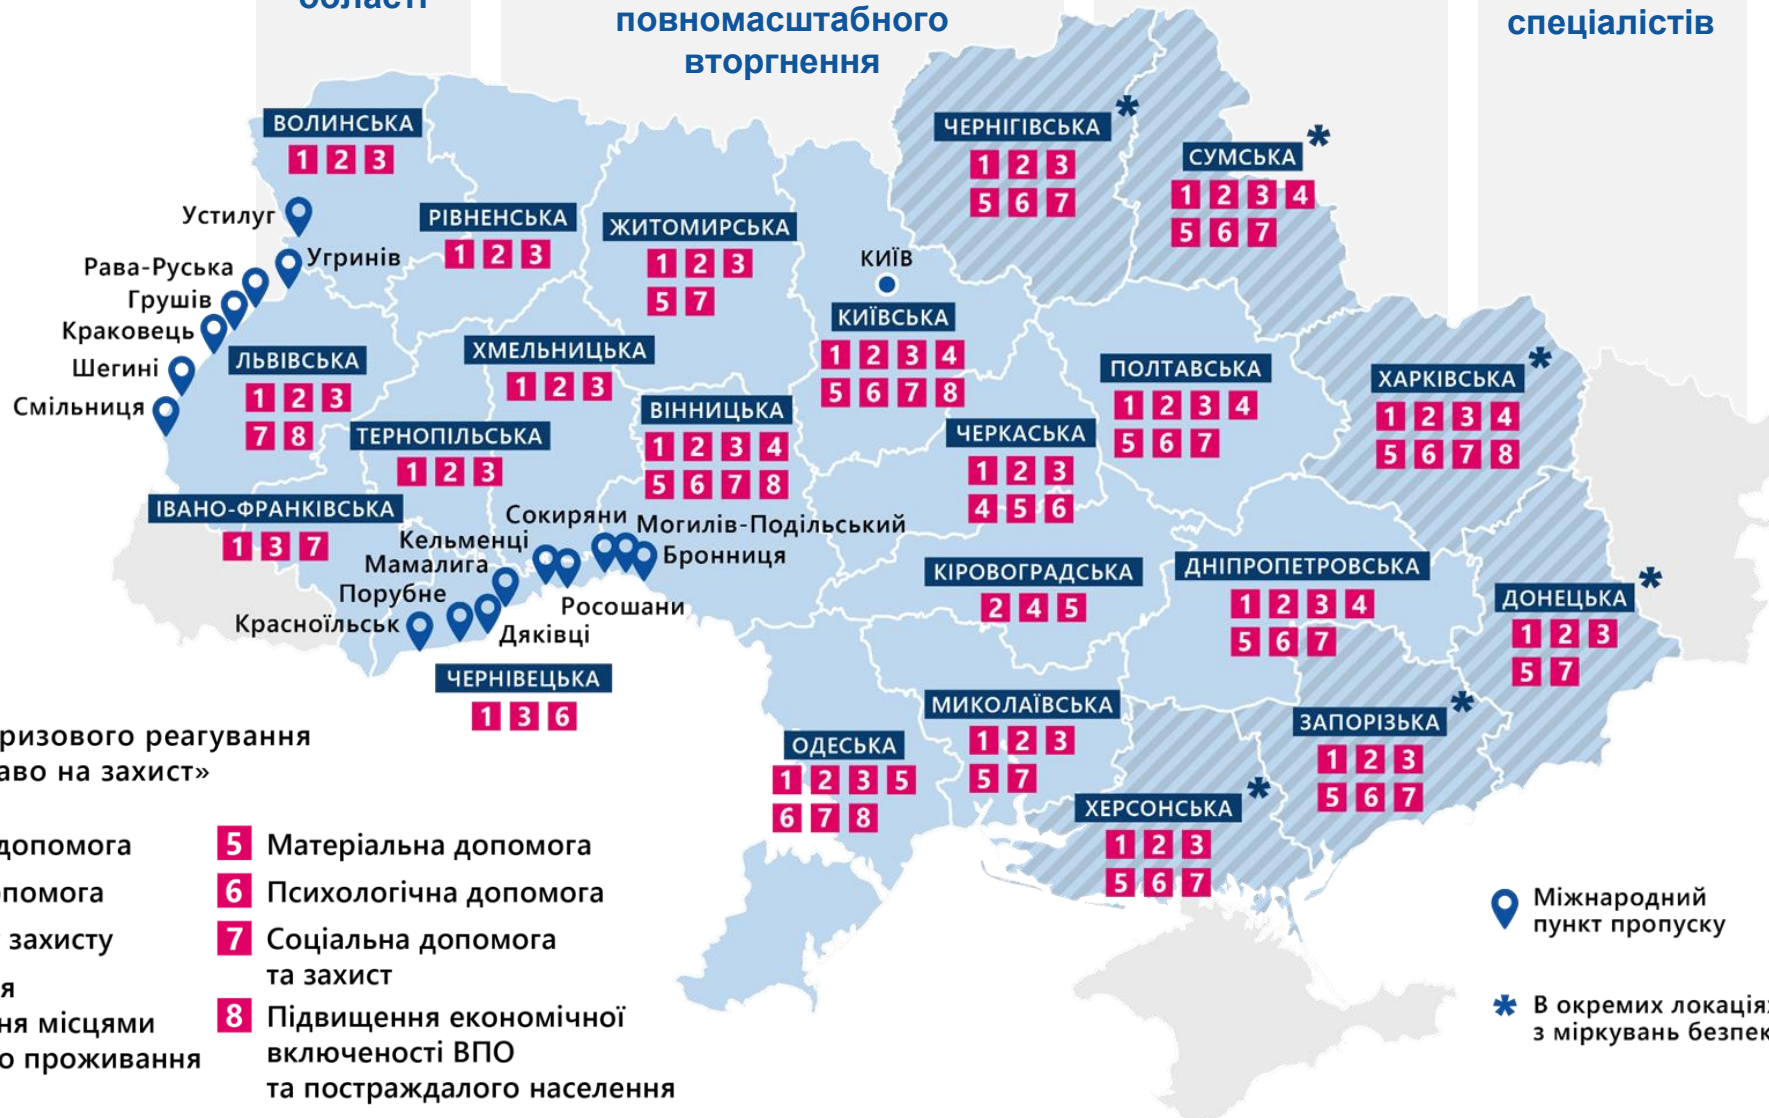 області
повномасштабного
вторгнення
спеціалістів
ВОЛИНСЬКА
1 2 3
ЧЕРНІГІВСЬКА *
1 2 3
5 6 7
СУМСЬКА *
1 2 3 4
5 6 7
Устилуг
Угринів
Рава-Руська
Грушів
Краковець
Шегині
Смільниця
РІВНЕНСЬКА
1 2 3
ЖИТОМИРСЬКА
1 2 3
5 7
КИЇВ
КИЇВСЬКА
1 2 3 4
5 6 7 8
ЛЬВІВСЬКА
1 2 3
7 8
ХМЕЛЬНИЦЬКА
1 2 3
ПОЛТАВСЬКА
1 2 3 4
5 6 7
ХАРКІВСЬКА *
1 2 3 4
5 6 7 8
ТЕРНОПІЛЬСЬКА
1 2 3
ВІННИЦЬКА
1 2 3 4
5 6 7 8
ЧЕРКАСЬКА
1 2 3
4 5 6
ІВАНО-ФРАНКІВСЬКА
1 3 7
Сокиряни
Могилів-Подільський
Кельменці
Бронниця
Мамалига
Порубне
Росошани
Красноїльськ
Дяківці
КІРОВОГРАДСЬКА
2 4 5
ДНІПРОПЕТРОВСЬКА
1 2 3 4
5 6 7
ДОНЕЦЬКА *
1 2 3
5 7
ЧЕРНІВЕЦЬКА
1 3 6
ОДЕСЬКА
1 2 3 5
6 7 8
МИКОЛАЇВСЬКА
1 2 3
5 7
ЗАПОРІЗЬКА *
1 2 3
5 6 7
ХЕРСОНСЬКА *
1 2 3
5 6 7
ризового реагування
аво на захист»
допомога
помога
захисту
я
ня місцями
о проживання
5 Матеріальна допомога
6 Психологічна допомога
7 Соціальна допомога
та захист
8 Підвищення економічної
включеності ВПО
та постраждалого населення
Міжнародний
пункт пропуску
* В окремих локаціях
з міркувань безпек